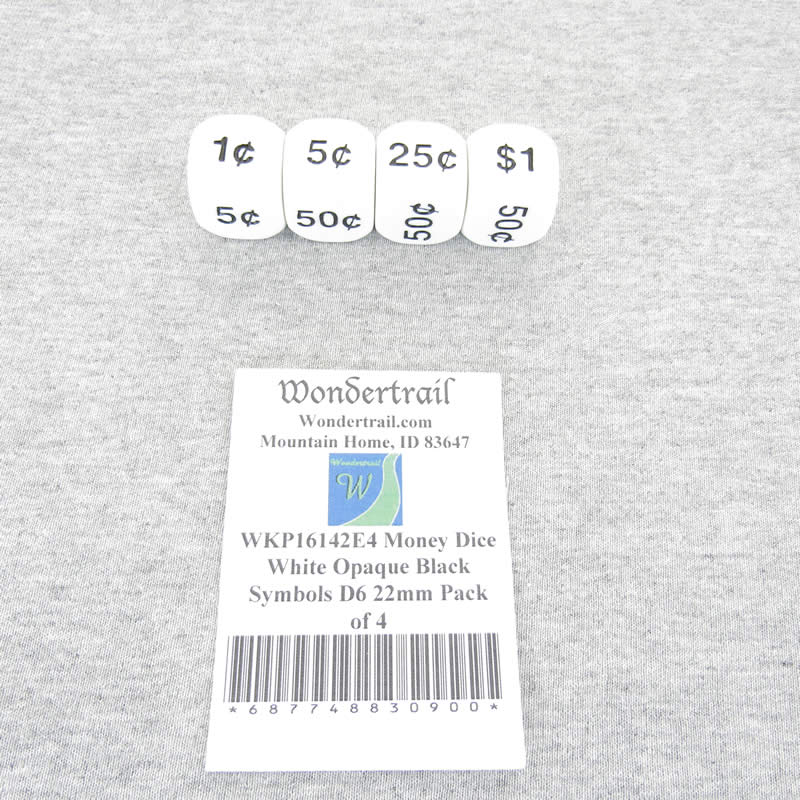 1¢ 5¢ 25¢ $1
5¢ 50¢ 50¢ 50¢
Wondertrail
Wondertrail.com
Mountain Home, ID 83647
Wondertrail
W
WKP16142E4 Money Dice
White Opaque Black
Symbols D6 22mm Pack
of 4
*687748830900*